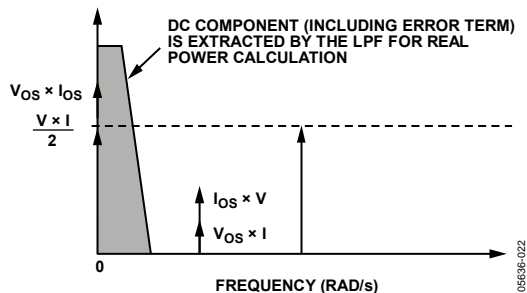 DC COMPONENT (INCLUDING ERROR TERM)
IS EXTRACTED BY THE LPF FOR REAL
POWER CALCULATION
VOS × IOS
V × I
2
IOS × V
VOS × I
0
FREQUENCY (RAD/s)
05636-022